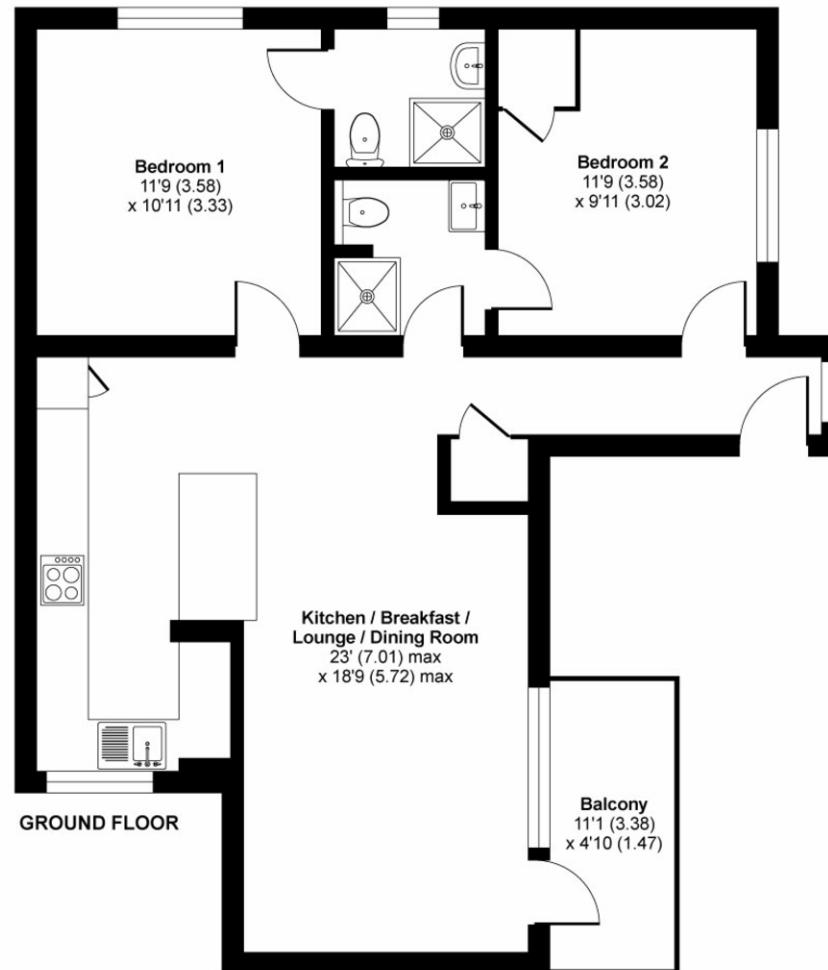 Bedroom 1
11'9 (3.58)
x 10'11 (3.33)
Bedroom 2
11'9 (3.58)
x 9'11 (3.02)
Kitchen / Breakfast /
Lounge / Dining Room
23' (7.01) max
x 18'9 (5.72) max
Balcony
11'1 (3.38)
x 4'10 (1.47)
GROUND FLOOR